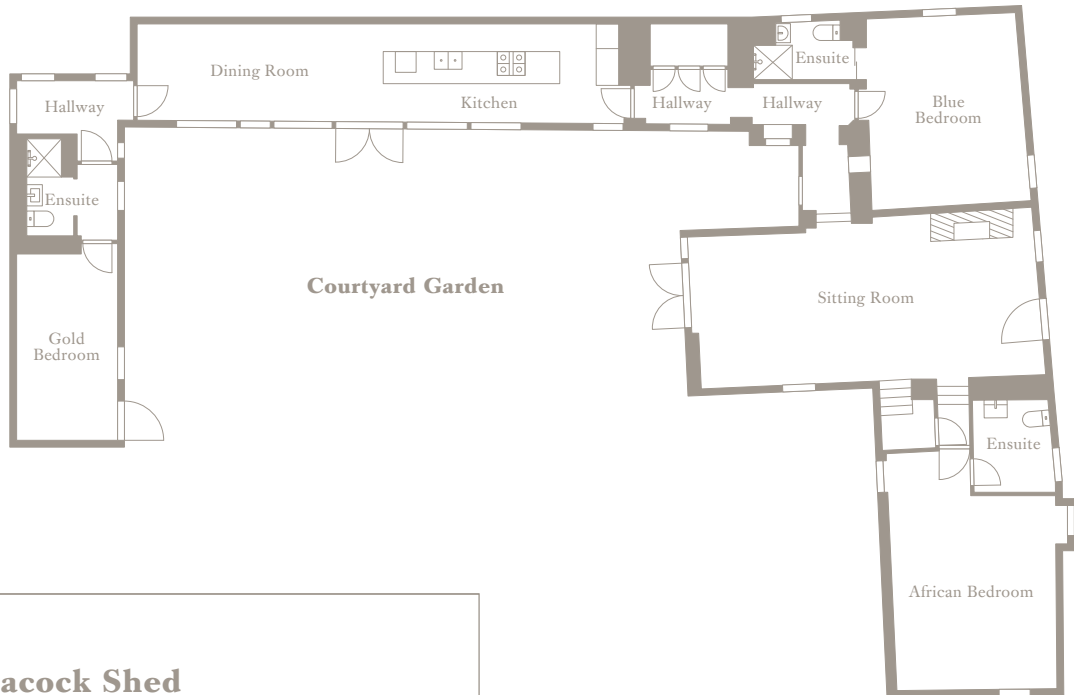 Ensuite
Dining Room
Hallway
Kitchen
Hallway
Hallway
Blue
Bedroom
Ensuite
Courtyard Garden
Sitting Room
Gold
Bedroom
Ensuite
African Bedroom
acock Shed